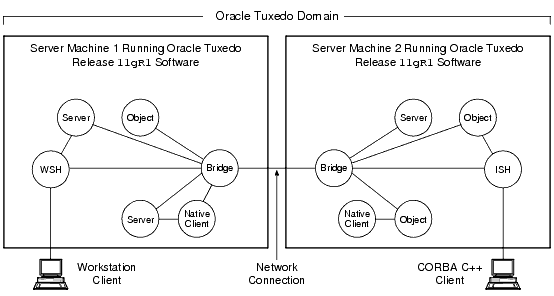 Oracle Tuxedo Domain
Server Machine 1 Running Oracle Tuxedo
Release 11gR1 Software
Server
Object
WSH
Bridge
Server
Native
Client
Server Machine 2 Running Oracle Tuxedo
Release 11gR1 Software
Server
Object
Bridge
ISH
Native
Client
Object
Workstation
Client
Network
Connection
CORBA C++
Client